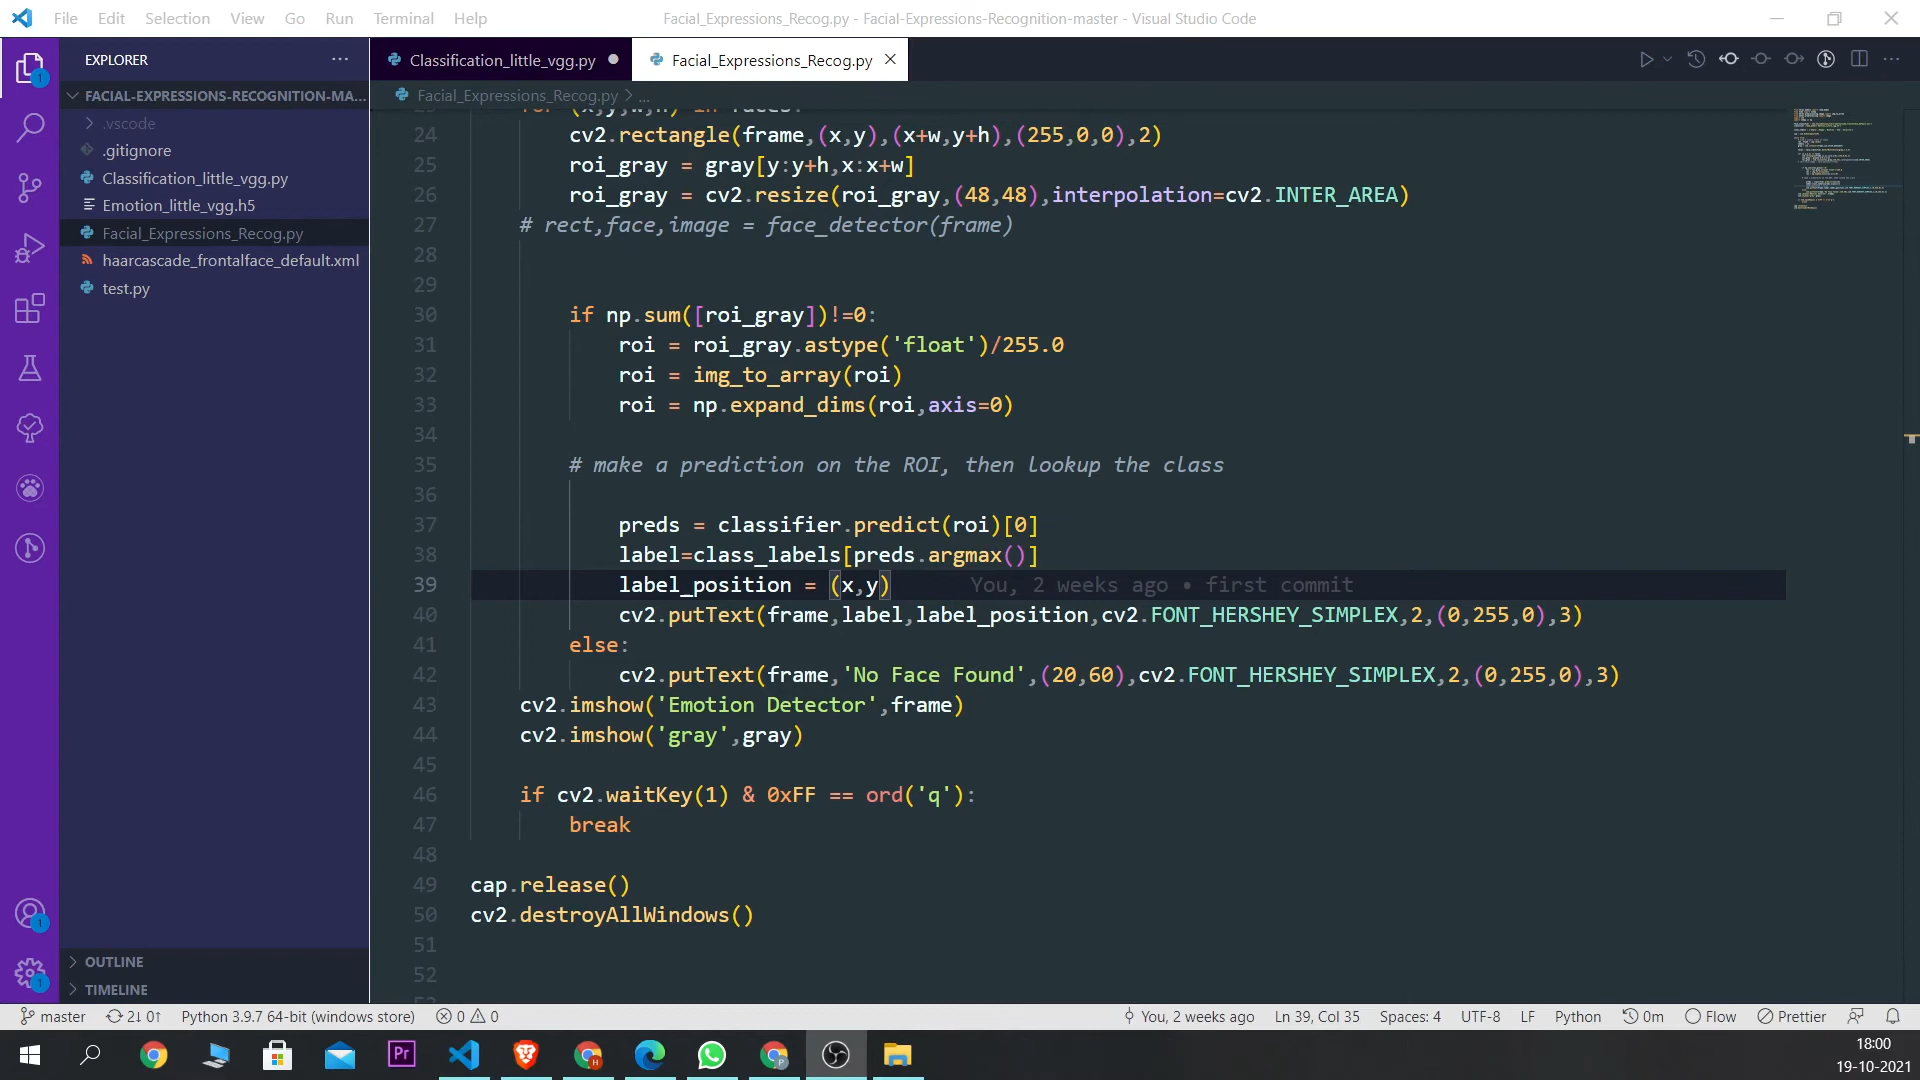 File Edit Selection View Go Run Terminal Help Facial_Expressions_Recog.py - Facial-Expressions-Recognition-master - Visual Studio Code
EXPLORER
Classification_little_vgg.py
Facial_Expressions_Recog.py
FACIAL-EXPRESSIONS-RECOGNITION-MA...
.vscode
.gitignore
Classification_little_vgg.py
Emotion_little_vgg.h5
Facial_Expressions_Recog.py
haarcascade_frontalface_default.xml
test.py
OUTLINE
TIMELINE
Facial_Expressions_Recog.py > ...
24 cv2.rectangle(frame,(x,y),(x+w,y+h),(255,0,0),2)
25 roi_gray = gray[y:y+h,x:x+w]
26 roi_gray = cv2.resize(roi_gray,(48,48),interpolation=cv2.INTER_AREA)
27 # rect,face,image = face_detector(frame)
28
29
30 if np.sum([roi_gray])!=0:
31 roi = roi_gray.astype('float')/255.0
32 roi = img_to_array(roi)
33 roi = np.expand_dims(roi,axis=0)
34
35 # make a prediction on the ROI, then lookup the class
36
37 preds = classifier.predict(roi)[0]
38 label=class_labels[preds.argmax()]
39 label_position = (x,y) You, 2 weeks ago • first commit
40 cv2.putText(frame,label,label_position,cv2.FONT_HERSHEY_SIMPLEX,2,(0,255,0),3)
41 else:
42 cv2.putText(frame,'No Face Found',(20,60),cv2.FONT_HERSHEY_SIMPLEX,2,(0,255,0),3)
43 cv2.imshow('Emotion Detector',frame)
44 cv2.imshow('gray',gray)
45
46 if cv2.waitKey(1) & 0xFF == ord('q'):
47 break
48
49 cap.release()
50 cv2.destroyAllWindows()
51
52
master 2↓ 0↑ Python 3.9.7 64-bit (windows store) 0 0 You, 2 weeks ago Ln 39, Col 35 Spaces: 4 UTF-8 LF Python 0m Flow Prettier
18:00
19-10-2021